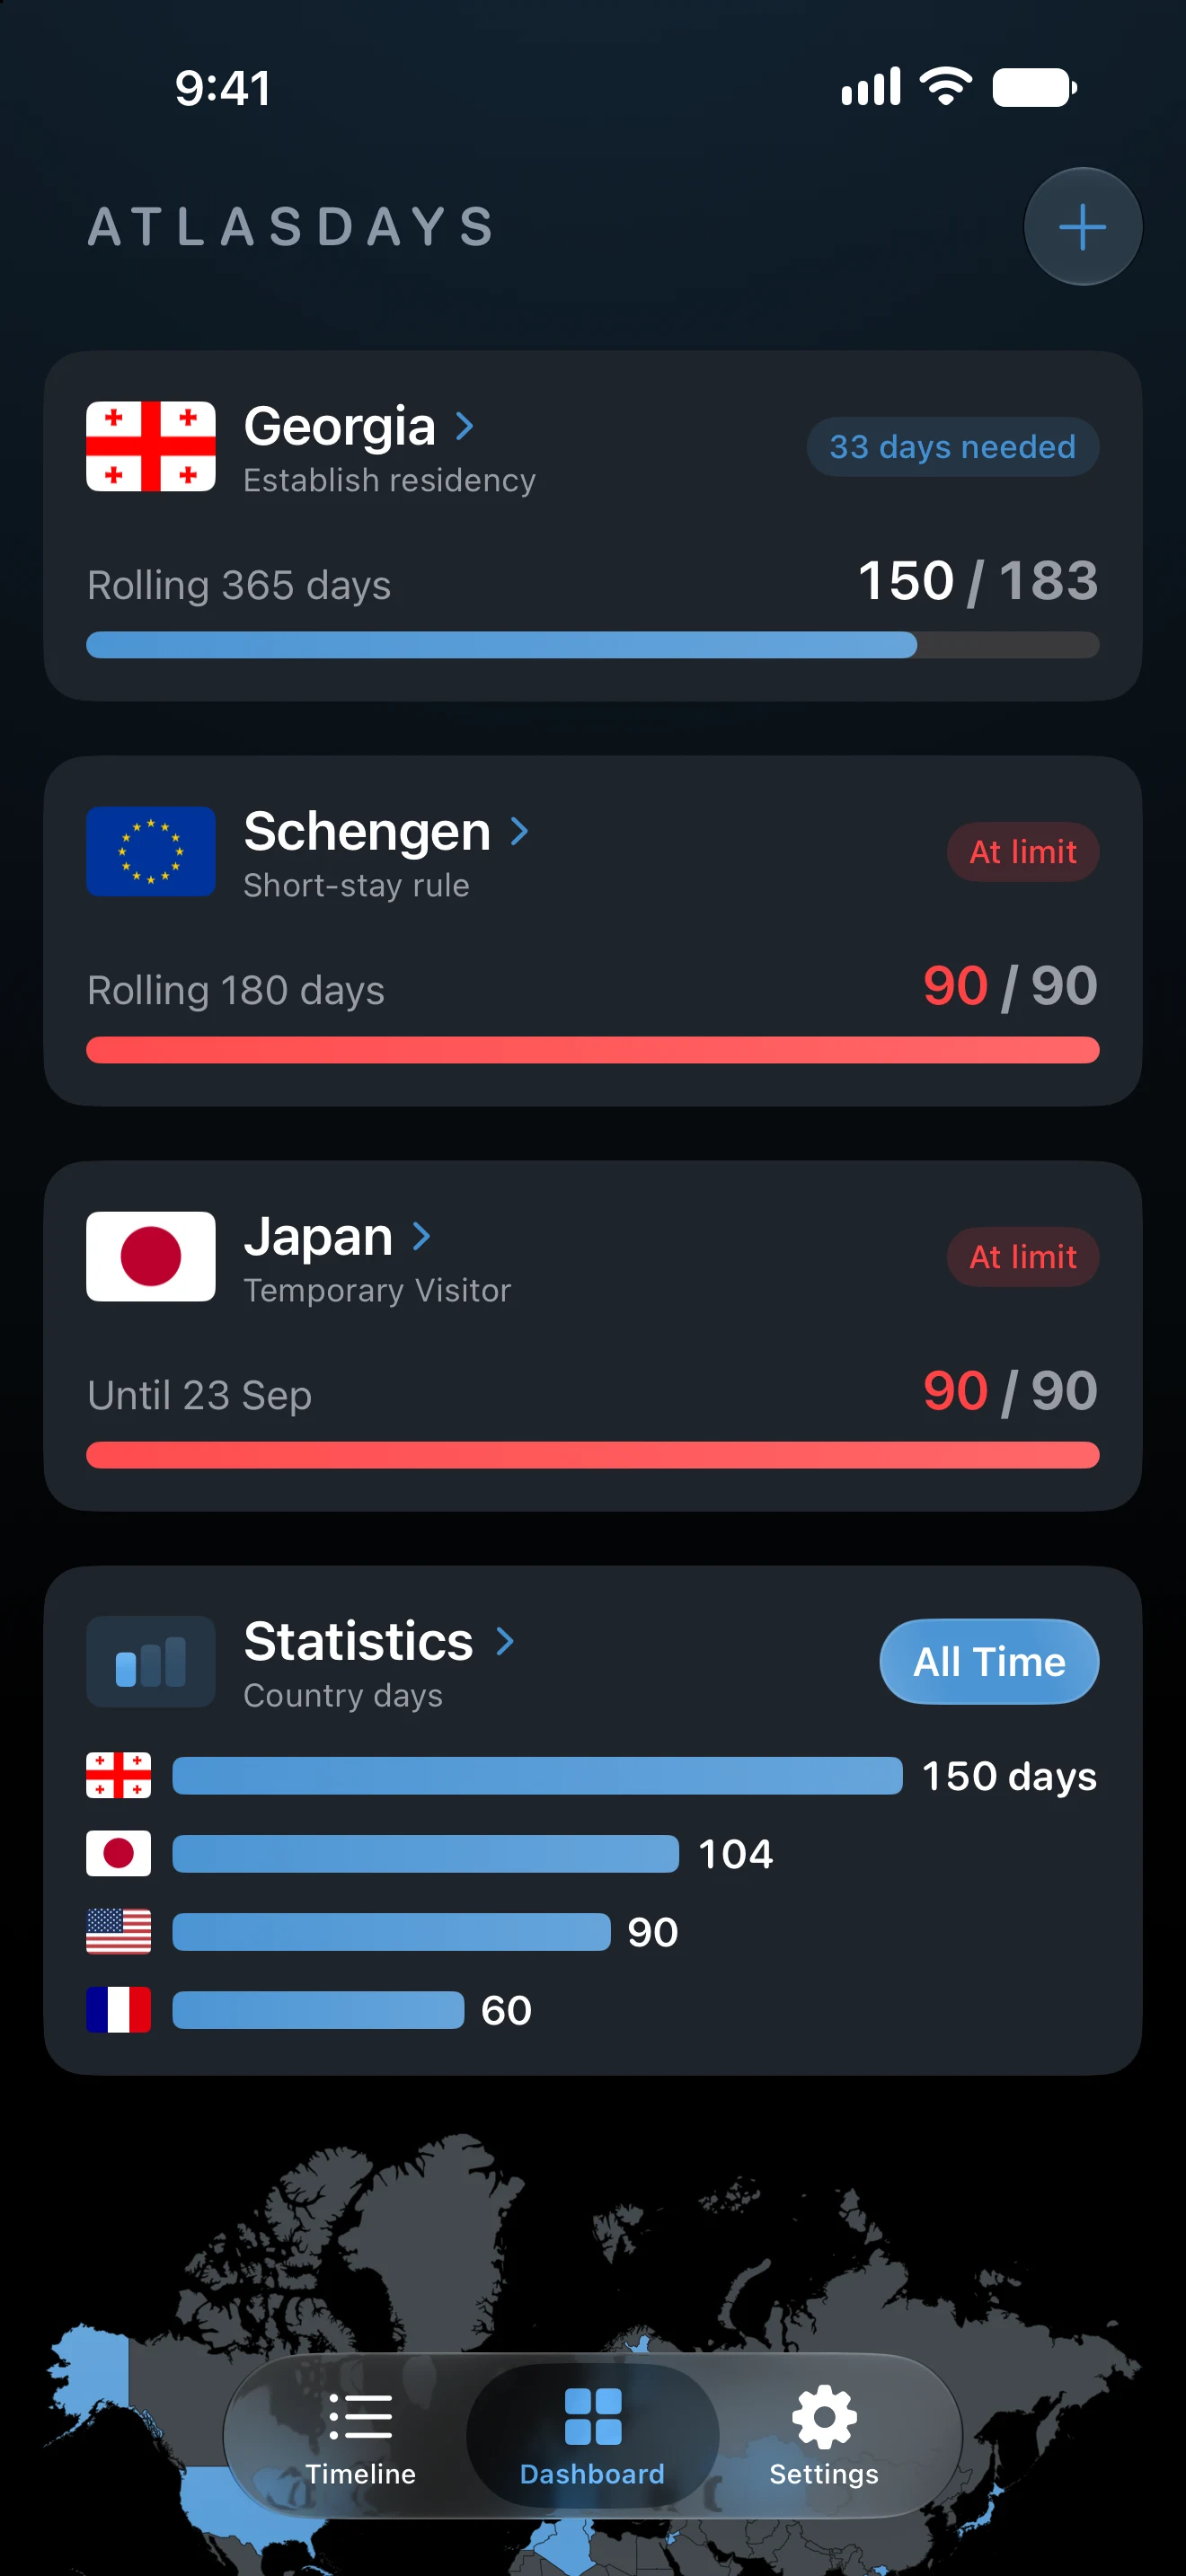 9:41
ATLASDAYS
Georgia
Establish residency
33 days needed
Rolling 365 days
150 / 183
Schengen
Short-stay rule
At limit
Rolling 180 days
90 / 90
Japan
Temporary Visitor
At limit
Until 23 Sep
90 / 90
Statistics
Country days
All Time
150 days
104
90
60
Timeline
Dashboard
Settings